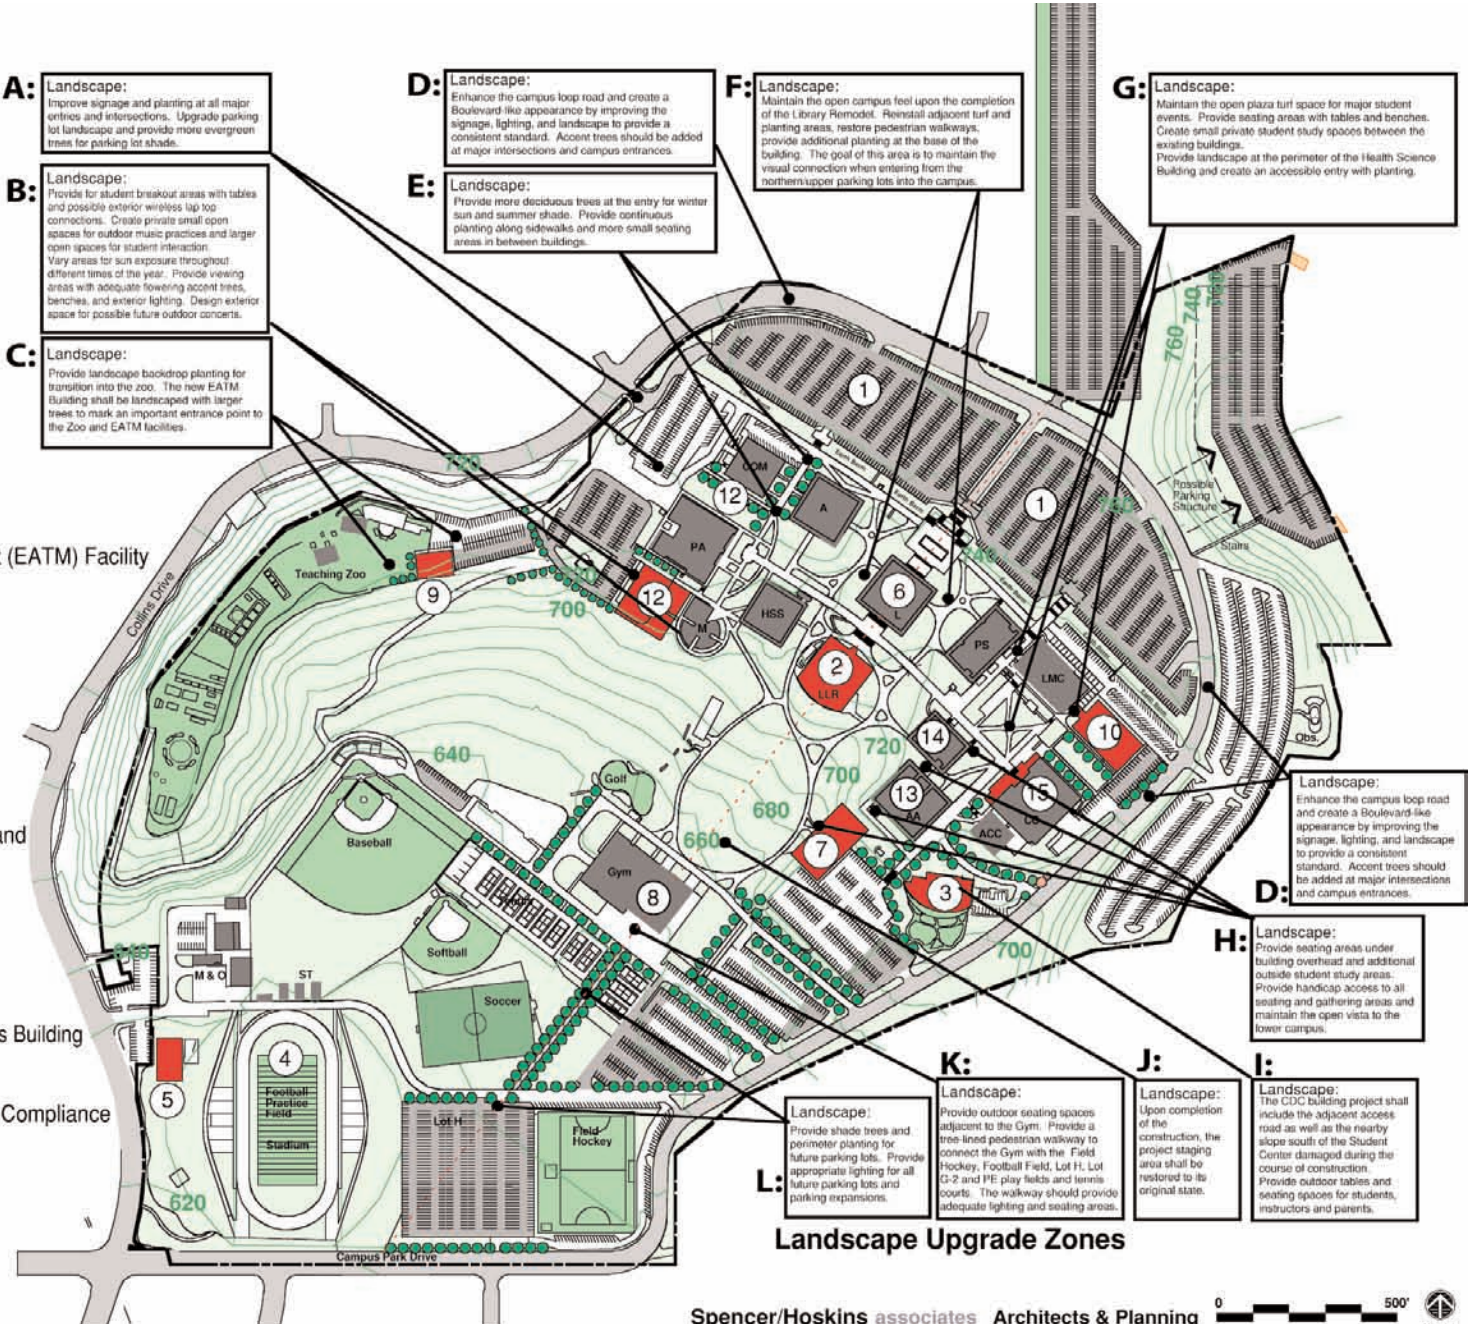 A:
Landscape:
Improve signage and planting at all major
entries and intersections. Upgrade parking
lot landscape and provide more evergreen
trees for parking lot shade.
B:
Landscape:
Provide for student breakout areas with tables
and possible exterior wireless lap top
connections. Create private small open
spaces for outdoor music practices and larger
open spaces for student interaction.
Vary areas for sun exposure throughout
different times of the year. Provide viewing
areas with adequate flowering accent trees,
benches, and exterior lighting. Design exterior
space for possible future outdoor concerts.
C:
Landscape:
Provide landscape backdrop planting for
transition into the zoo. The new EATM
Building shall be landscaped with larger
trees to mark an important entrance point to
the Zoo and EATM facilities.
D:
Landscape:
Enhance the campus loop road and create a
Boulevard-like appearance by improving the
signage, lighting, and landscape to provide a
consistent standard. Accent trees should be added
at major intersections and campus entrances.
E:
Landscape:
Provide more deciduous trees at the entry for winter
sun and summer shade. Provide continuous
planting along sidewalks and more small seating
areas in between buildings.
F:
Landscape:
Maintain the open campus feel upon the completion
of the Library Remodel. Reinstall adjacent turf and
planting areas, restore pedestrian walkways,
provide additional planting at the base of the
building. The goal of this area is to maintain the
visual connection when entering from the
northern/upper parking lots into the campus.
G:
Landscape:
Maintain the open plaza turf space for major student
events. Provide seating areas with tables and benches.
Create small private student study spaces between the
existing buildings.
Provide landscape at the perimeter of the Health Science
Building and create an accessible entry with planting.
760
740
760
1
1
Earth Berm
Earth Berm
Earth Berm
Earth Berm
Earth Berm
Possible
Parking
Structure
Stairs
720
COM
12
A
PA
740
(EATM) Facility
Teaching Zoo
Collins Drive
9
700
12
M
HSS
6
L
PS
LMC
2
LLR
10
Obs.
14
720
700
13
AA
15
ACC
680
660
7
3
700
640
Golf
Baseball
Gym
8
Softball
Soccer
640
M & O
ST
and
s Building
Compliance
5
4
Football
Practice
Field
Stadium
Lot H
Field
Hockey
620
Campus Park Drive
D:
Landscape:
Enhance the campus loop road
and create a Boulevard-like
appearance by improving the
signage, lighting, and landscape
to provide a consistent
standard. Accent trees should
be added at major intersections
and campus entrances.
H:
Landscape:
Provide seating areas under
building overhead and additional
outside student study areas.
Provide handicap access to all
seating and gathering areas and
maintain the open vista to the
lower campus.
I:
Landscape:
The CDC building project shall
include the adjacent access
road as well as the nearby
slope south of the Student
Center damaged during the
course of construction.
Provide outdoor tables and
seating spaces for students,
instructors and parents.
J:
Landscape:
Upon completion
of the
construction, the
project staging
area shall be
restored to its
original state.
K:
Landscape:
Provide outdoor seating spaces
adjacent to the Gym. Provide a
tree-lined pedestrian walkway to
connect the Gym with the Field
Hockey, Football Field, Lot H, Lot
G-2 and PE play fields and tennis
courts. The walkway should provide
adequate lighting and seating areas.
L:
Landscape:
Provide shade trees and
perimeter planting for
future parking lots. Provide
appropriate lighting for all
future parking lots and
parking expansions.
Landscape Upgrade Zones
Spencer/Hoskins associates Architects & Planning
0 500'